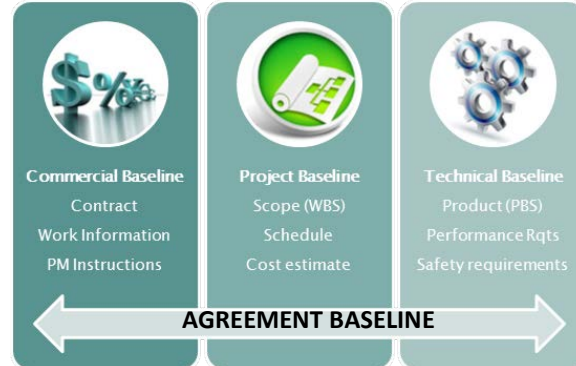 Commercial Baseline
Contract
Work Information
PM Instructions
Project Baseline
Scope (WBS)
Schedule
Cost estimate
Technical Baseline
Product (PBS)
Performance Rqts
Safety requirements
AGREEMENT BASELINE